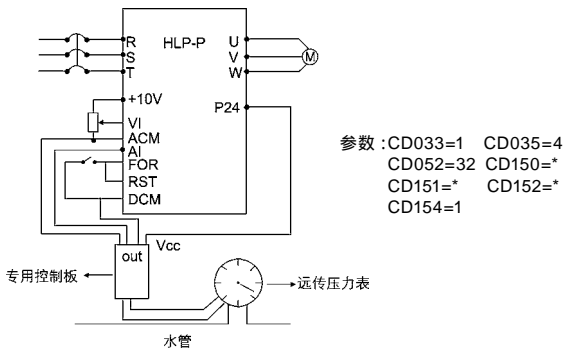 R
HLP-P
U
S
V
M
T
W
+10V
P24
VI
ACM
AI
FOR
RST
DCM
参数：CD033=1 CD035=4
CD052=32 CD150=*
CD151=* CD152=*
CD154=1
Vcc
out
专用控制板
远传压力表
水管